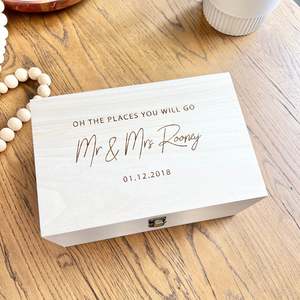 OH THE PLACES YOU WILL GO
Mr & Mrs Rooney
01.12.2018